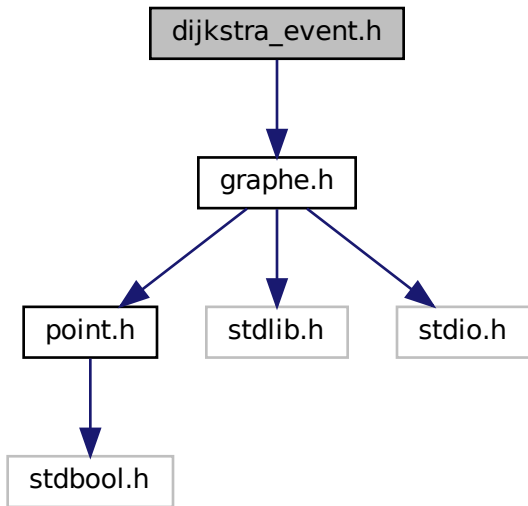 dijkstra_event.h
graphe.h
point.h
stdlib.h
stdio.h
stdbool.h